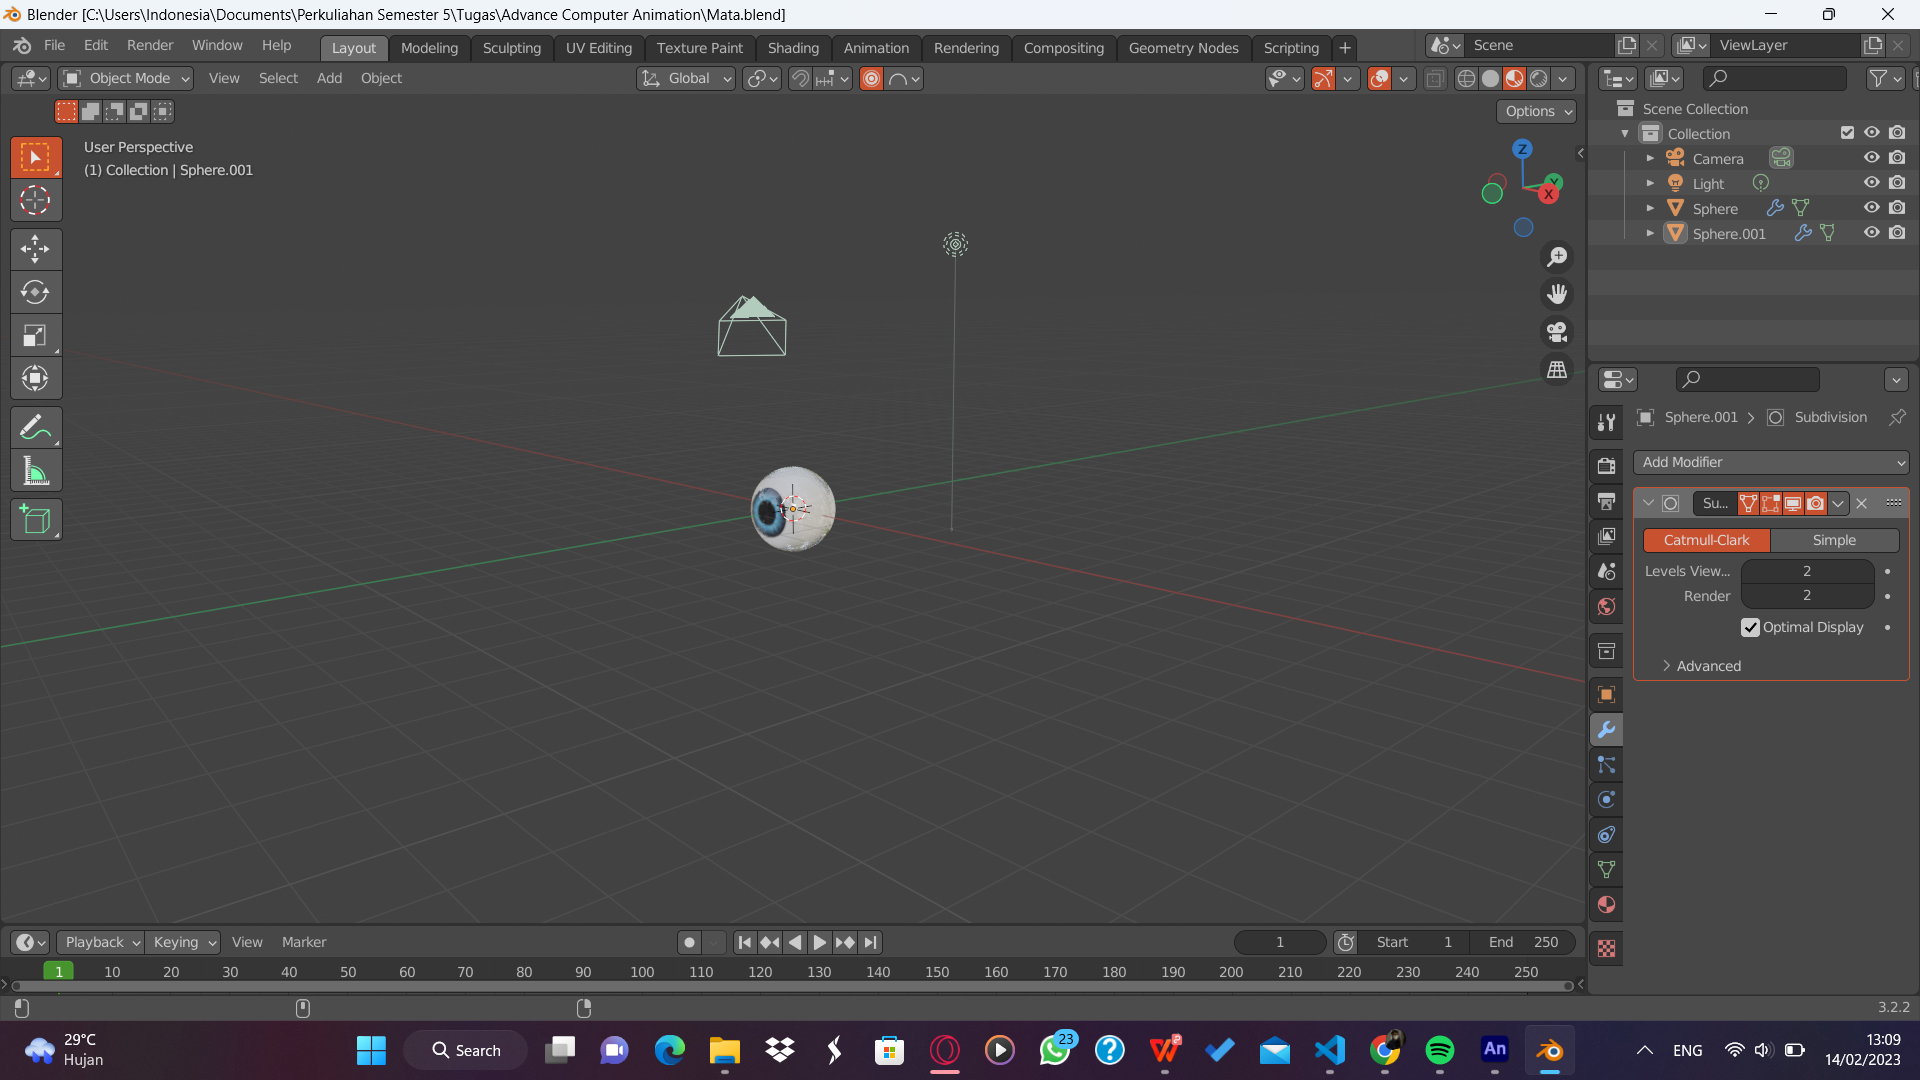 Blender [C:\Users\Indonesia\Documents\Perkuliahan Semester 5\Tugas\Advance Computer Animation\Mata.blend]
File Edit Render Window Help Layout Modeling Sculpting UV Editing Texture Paint Shading Animation Rendering Compositing Geometry Nodes Scripting + Scene ViewLayer
Object Mode View Select Add Object Global
Options
User Perspective
(1) Collection | Sphere.001
Z
Y
X
Scene Collection
Collection
Camera
Light
Sphere
Sphere.001
Sphere.001 > Subdivision
Add Modifier
Su...
Catmull-Clark Simple
Levels View... 2
Render 2
Optimal Display
Advanced
Playback Keying View Marker 1 Start 1 End 250
1 10 20 30 40 50 60 70 80 90 100 110 120 130 140 150 160 170 180 190 200 210 220 230 240 250
3.2.2
29°C
Hujan
Search
23
An
ENG
13:09
14/02/2023